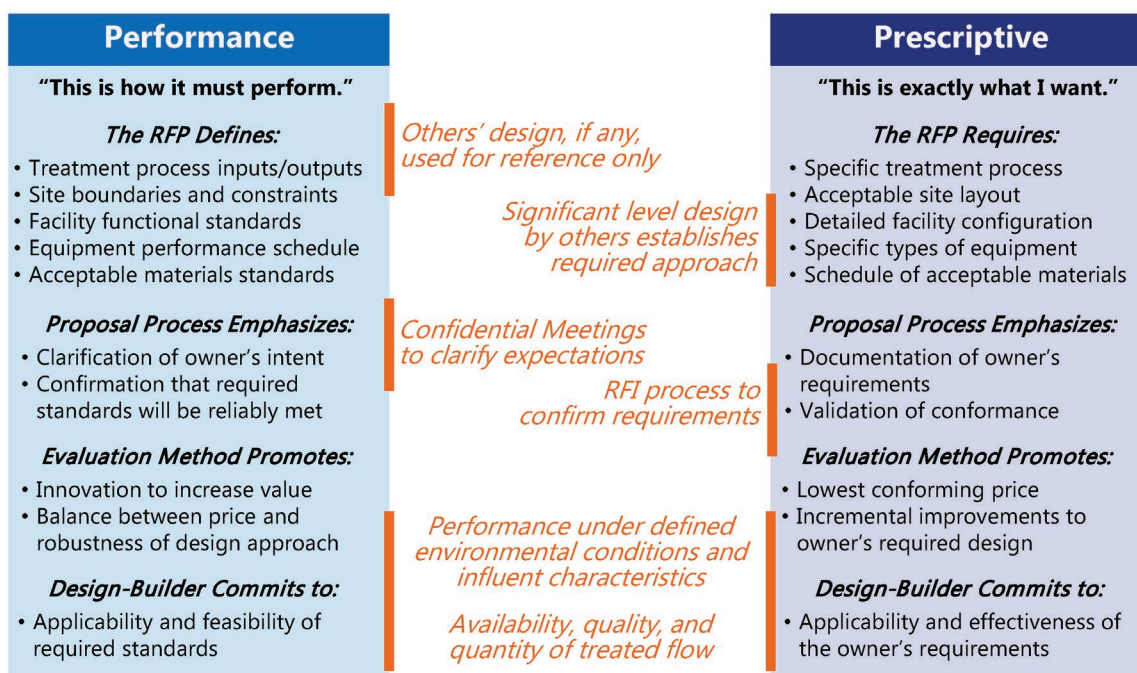 Performance
“This is how it must perform.”
The RFP Defines:
• Treatment process inputs/outputs
• Site boundaries and constraints
• Facility functional standards
• Equipment performance schedule
• Acceptable materials standards
Proposal Process Emphasizes:
• Clarification of owner’s intent
• Confirmation that required
standards will be reliably met
Evaluation Method Promotes:
• Innovation to increase value
• Balance between price and
robustness of design approach
Design-Builder Commits to:
• Applicability and feasibility of
required standards
Others’ design, if any,
used for reference only
Significant level design
by others establishes
required approach
Confidential Meetings
to clarify expectations
RFI process to
confirm requirements
Performance under defined
environmental conditions and
influent characteristics
Availability, quality, and
quantity of treated flow
Prescriptive
“This is exactly what I want.”
The RFP Requires:
• Specific treatment process
• Acceptable site layout
• Detailed facility configuration
• Specific types of equipment
• Schedule of acceptable materials
Proposal Process Emphasizes:
• Documentation of owner’s
requirements
• Validation of conformance
Evaluation Method Promotes:
• Lowest conforming price
• Incremental improvements to
owner’s required design
Design-Builder Commits to:
• Applicability and effectiveness of
the owner’s requirements